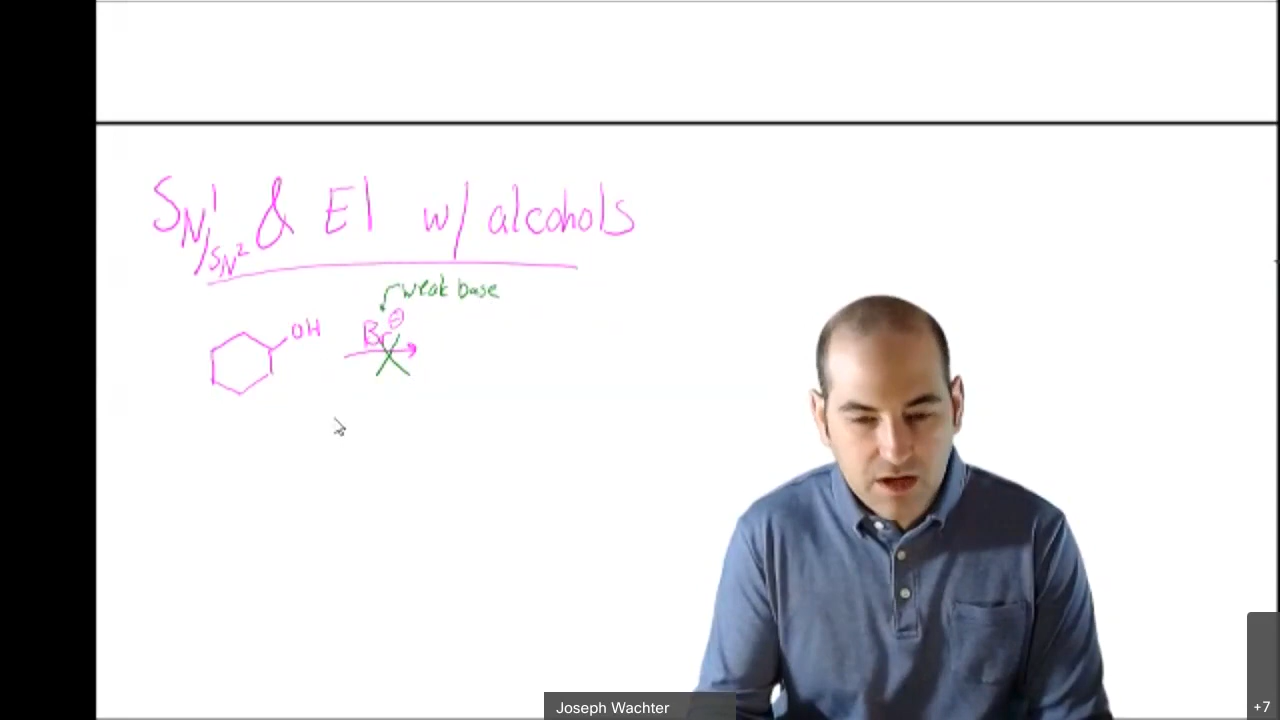 SN1 & E1 w/ alcohols
/SN2
weak base
OH
Br⊖
Joseph Wachter
+7